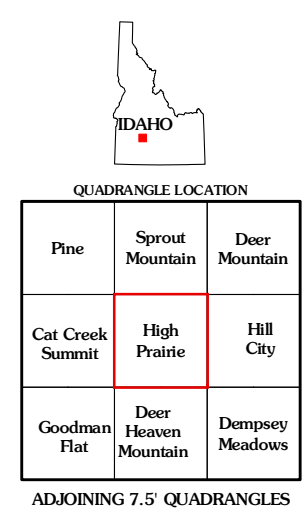 IDAHO
QUADRANGLE LOCATION
Pine
Sprout
Mountain
Deer
Mountain
Cat Creek
Summit
High
Prairie
Hill
City
Goodman
Flat
Deer
Heaven
Mountain
Dempsey
Meadows
ADJOINING 7.5' QUADRANGLES